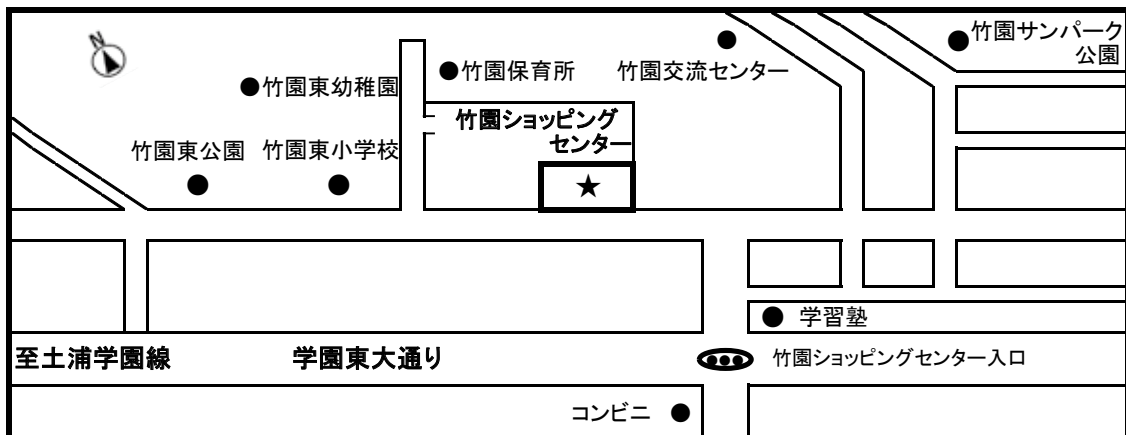 N
竹園サンパーク
公園
竹園保育所
竹園交流センター
竹園東幼稚園
竹園ショッピング
センター
竹園東公園
竹園東小学校
★
学習塾
至土浦学園線
学園東大通り
竹園ショッピングセンター入口
コンビニ